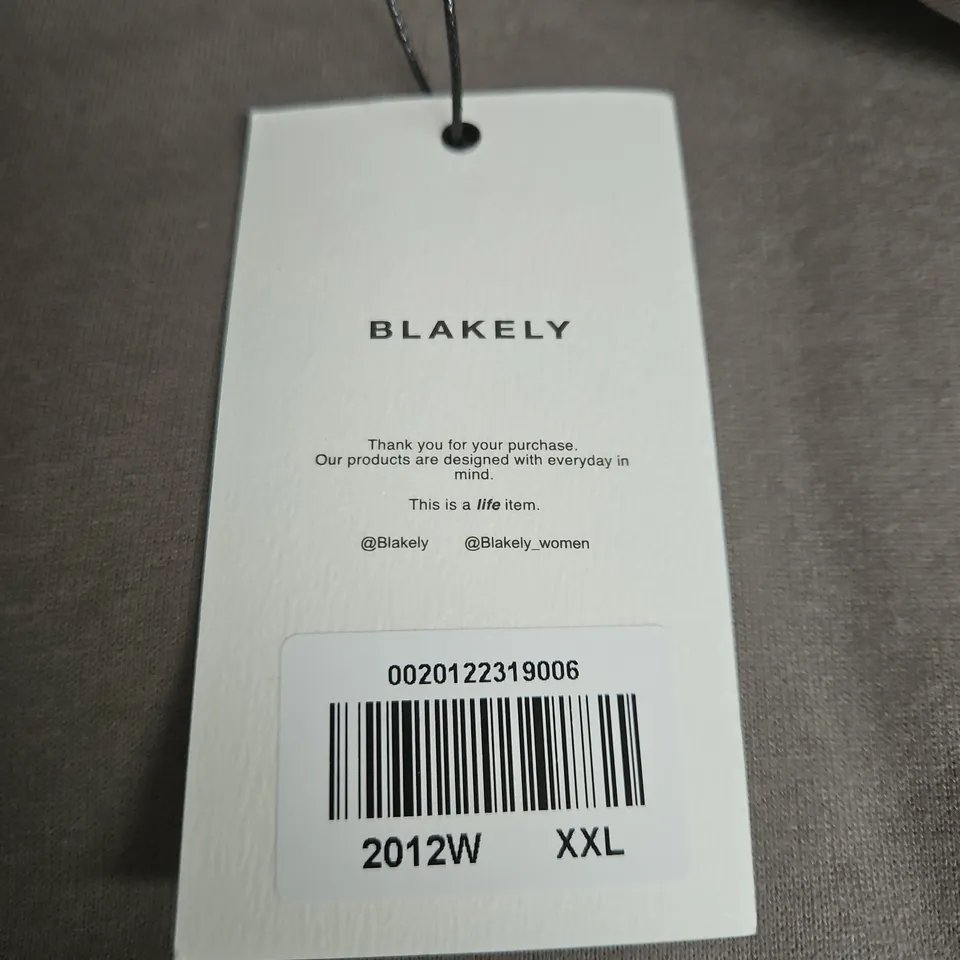 BLAKELY
Thank you for your purchase.
Our products are designed with everyday in
mind.
This is a life item.
@Blakely @Blakely_women
0020122319006
2012W XXL